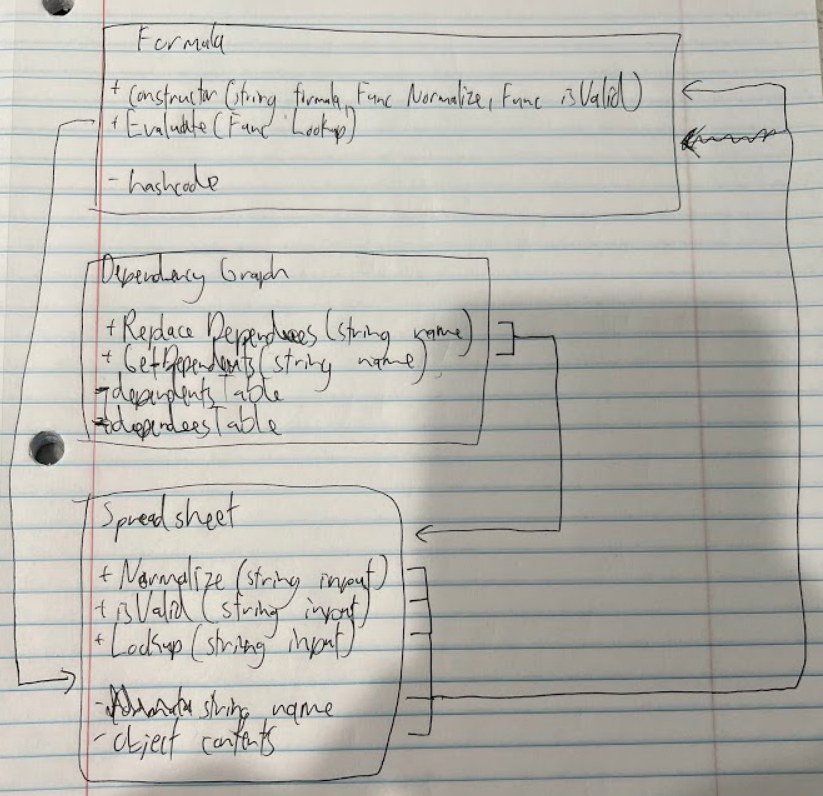 Formula
+ Constructor (string formula, Func Normalize, Func isValid)
+ Evaluate (Func Lookup)
- hashcode
Dependency Graph
+ Replace Dependees (string name)
+ GetDependents (string name)
- dependentsTable
- dependeesTable
Spreadsheet
+ Normalize (string input)
+ isValid (string input)
+ Lookup (string input)
- string name
- object contents